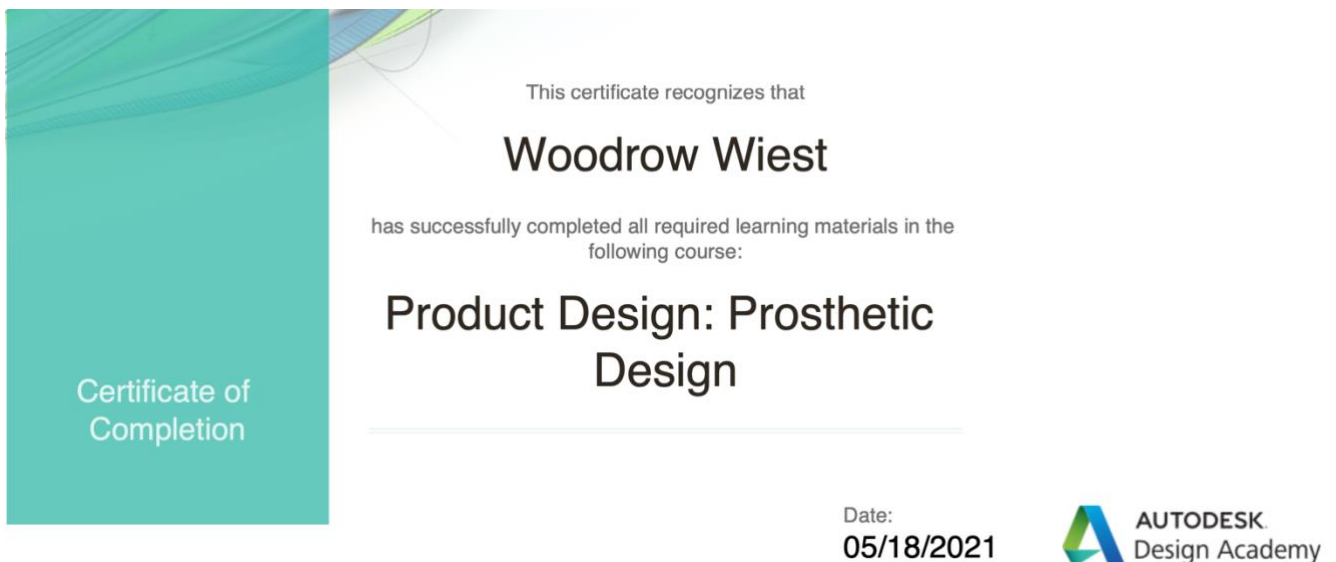 This certificate recognizes that
Woodrow Wiest
has successfully completed all required learning materials in the
following course:
Product Design: Prosthetic
Design
Certificate of
Completion
Date:
05/18/2021
AUTODESK.
Design Academy